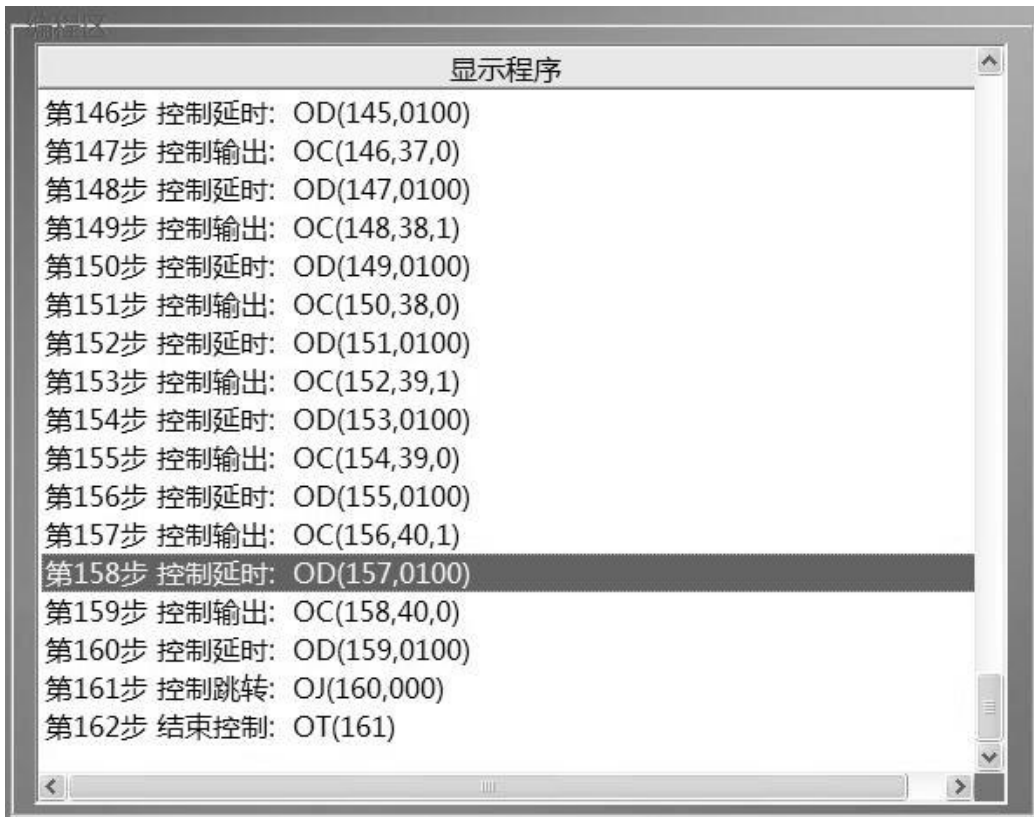 编程区
显示程序
第146步 控制延时: OD(145,0100)
第147步 控制输出: OC(146,37,0)
第148步 控制延时: OD(147,0100)
第149步 控制输出: OC(148,38,1)
第150步 控制延时: OD(149,0100)
第151步 控制输出: OC(150,38,0)
第152步 控制延时: OD(151,0100)
第153步 控制输出: OC(152,39,1)
第154步 控制延时: OD(153,0100)
第155步 控制输出: OC(154,39,0)
第156步 控制延时: OD(155,0100)
第157步 控制输出: OC(156,40,1)
第158步 控制延时: OD(157,0100)
第159步 控制输出: OC(158,40,0)
第160步 控制延时: OD(159,0100)
第161步 控制跳转: OJ(160,000)
第162步 结束控制: OT(161)